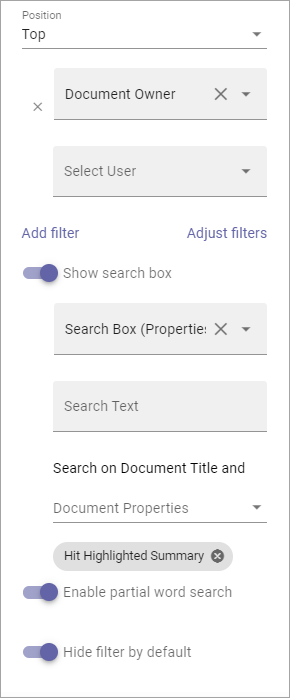 Position
Top
Document Owner
Select User
Add filter Adjust filters
Show search box
Search Box (Properties
Search Text
Search on Document Title and
Document Properties
Hit Highlighted Summary
Enable partial word search
Hide filter by default